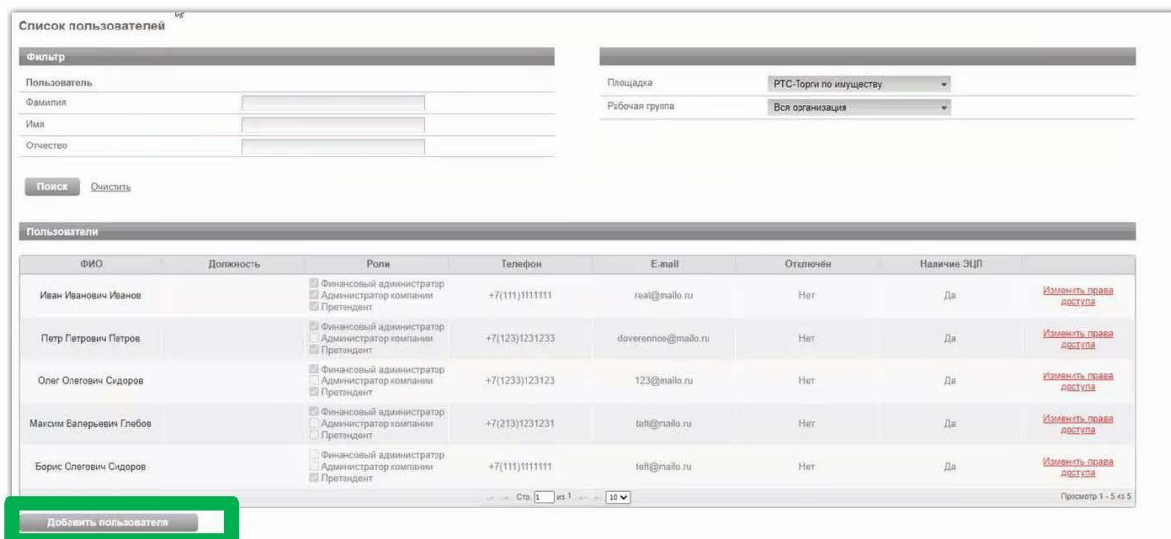 Список пользователей
Фильтр
Пользователь
Площадка РТС-Торги по имуществу
Фамилия
Рабочая группа Вся организация
Имя
Отчество
Поиск Очистить
Пользователи
ФИО Должность Роли Телефон E-mail Отключён Наличие ЭЦП
Финансовый администратор
Иван Иванович Иванов Администратор компании +7(111)1111111 real@mailo.ru Нет Да Изменить права доступа
Претендент
Финансовый администратор
Петр Петрович Петров Администратор компании +7(123)1231233 doverennoe@mailo.ru Нет Да Изменить права доступа
Претендент
Финансовый администратор
Олег Олегович Сидоров Администратор компании +7(1233)123123 123@mailo.ru Нет Да Изменить права доступа
Претендент
Финансовый администратор
Максим Валерьевич Глебов Администратор компании +7(213)1231231 teft@mailo.ru Нет Да Изменить права доступа
Претендент
Финансовый администратор
Борис Олегович Сидоров Администратор компании +7(111)1111111 teft@mailo.ru Нет Да Изменить права доступа
Претендент
Стр. 1 из 1 10 Просмотр 1 - 5 из 5
Добавить пользователя